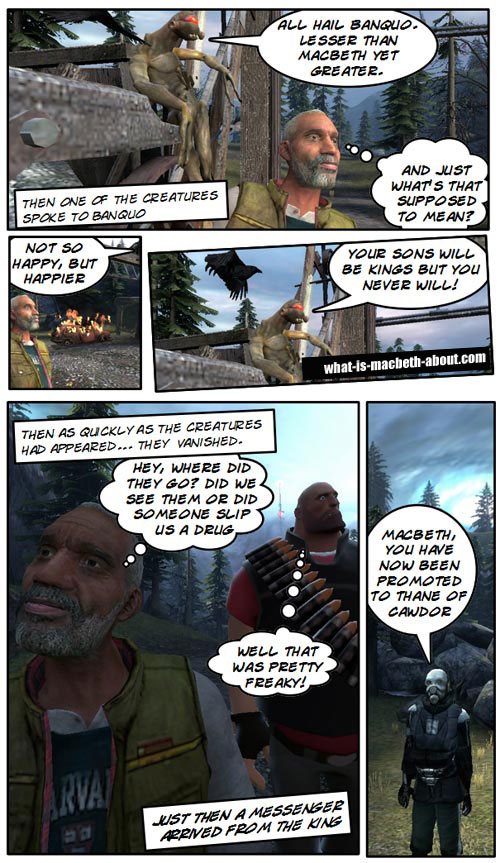 ALL HAIL BANQUO.
LESSER THAN
MACBETH YET
GREATER.
AND JUST
WHAT'S THAT
SUPPOSED
TO MEAN?
THEN ONE OF THE CREATURES
SPOKE TO BANQUO
NOT SO
HAPPY, BUT
HAPPIER
YOUR SONS WILL
BE KINGS BUT YOU
NEVER WILL!
what-is-macbeth-about.com
THEN AS QUICKLY AS THE CREATURES
HAD APPEARED... THEY VANISHED.
HEY, WHERE DID
THEY GO? DID WE
SEE THEM OR DID
SOMEONE SLIP
US A DRUG
WELL THAT
WAS PRETTY
FREAKY!
ARVA
JUST THEN A MESSENGER
ARRIVED FROM THE KING
MACBETH,
YOU HAVE
NOW BEEN
PROMOTED
TO THANE OF
CAWDOR